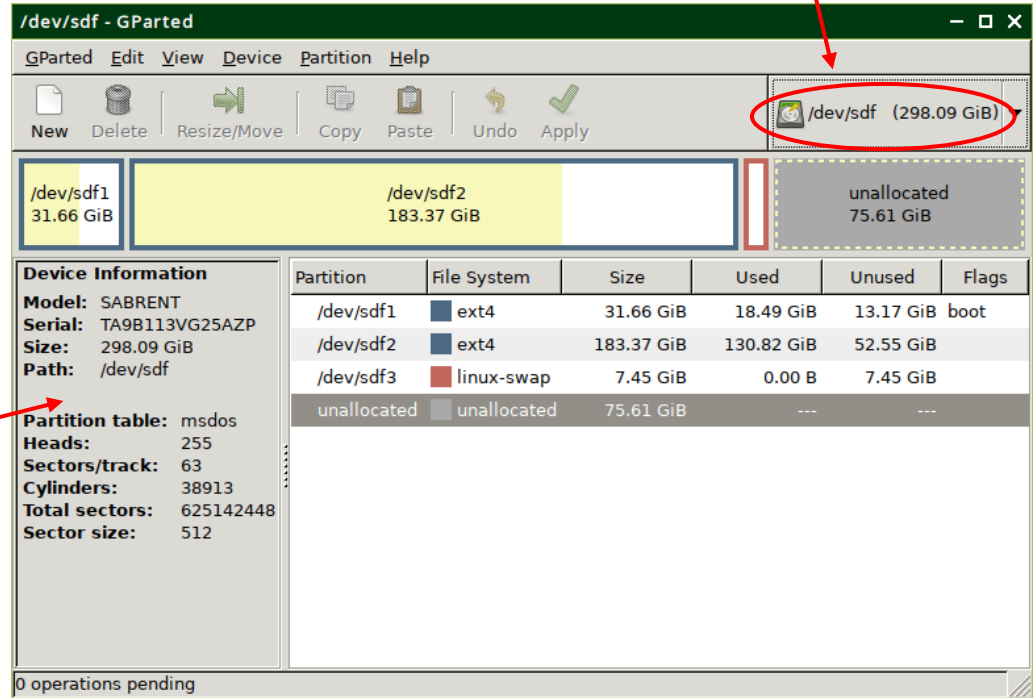 /dev/sdf - GParted
GParted Edit View Device Partition Help
New Delete Resize/Move Copy Paste Undo Apply
/dev/sdf (298.09 GiB)
/dev/sdf1
31.66 GiB
/dev/sdf2
183.37 GiB
unallocated
75.61 GiB
Device Information
Model: SABRENT
Serial: TA9B113VG25AZP
Size: 298.09 GiB
Path: /dev/sdf
Partition table: msdos
Heads: 255
Sectors/track: 63
Cylinders: 38913
Total sectors: 625142448
Sector size: 512
Partition File System Size Used Unused Flags
/dev/sdf1 ext4 31.66 GiB 18.49 GiB 13.17 GiB boot
/dev/sdf2 ext4 183.37 GiB 130.82 GiB 52.55 GiB
/dev/sdf3 linux-swap 7.45 GiB 0.00 B 7.45 GiB
unallocated unallocated 75.61 GiB --- ---
0 operations pending